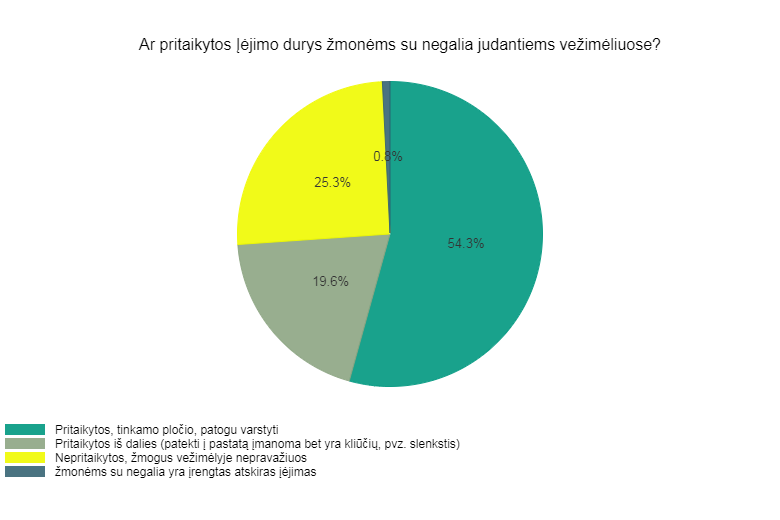 Ar pritaikytos Įėjimo durys žmonėms su negalia judantiems vežimėliuose?
0.8%
25.3%
54.3%
19.6%
Pritaikytos, tinkamo pločio, patogu varstyti
Pritaikytos iš dalies (patekti į pastatą įmanoma bet yra kliūčių, pvz. slenkstis)
Nepritaikytos, žmogus vežimėlyje nepravažiuos
žmonėms su negalia yra įrengtas atskiras įėjimas